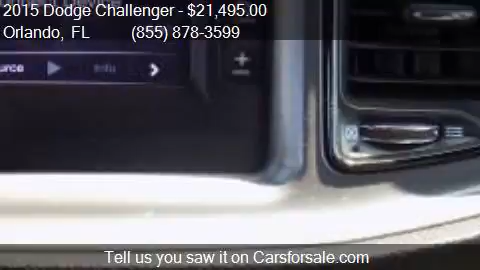 2015 Dodge Challenger - $21,495.00
Orlando, FL (855) 878-3599
Info
Tell us you saw it on Carsforsale.com